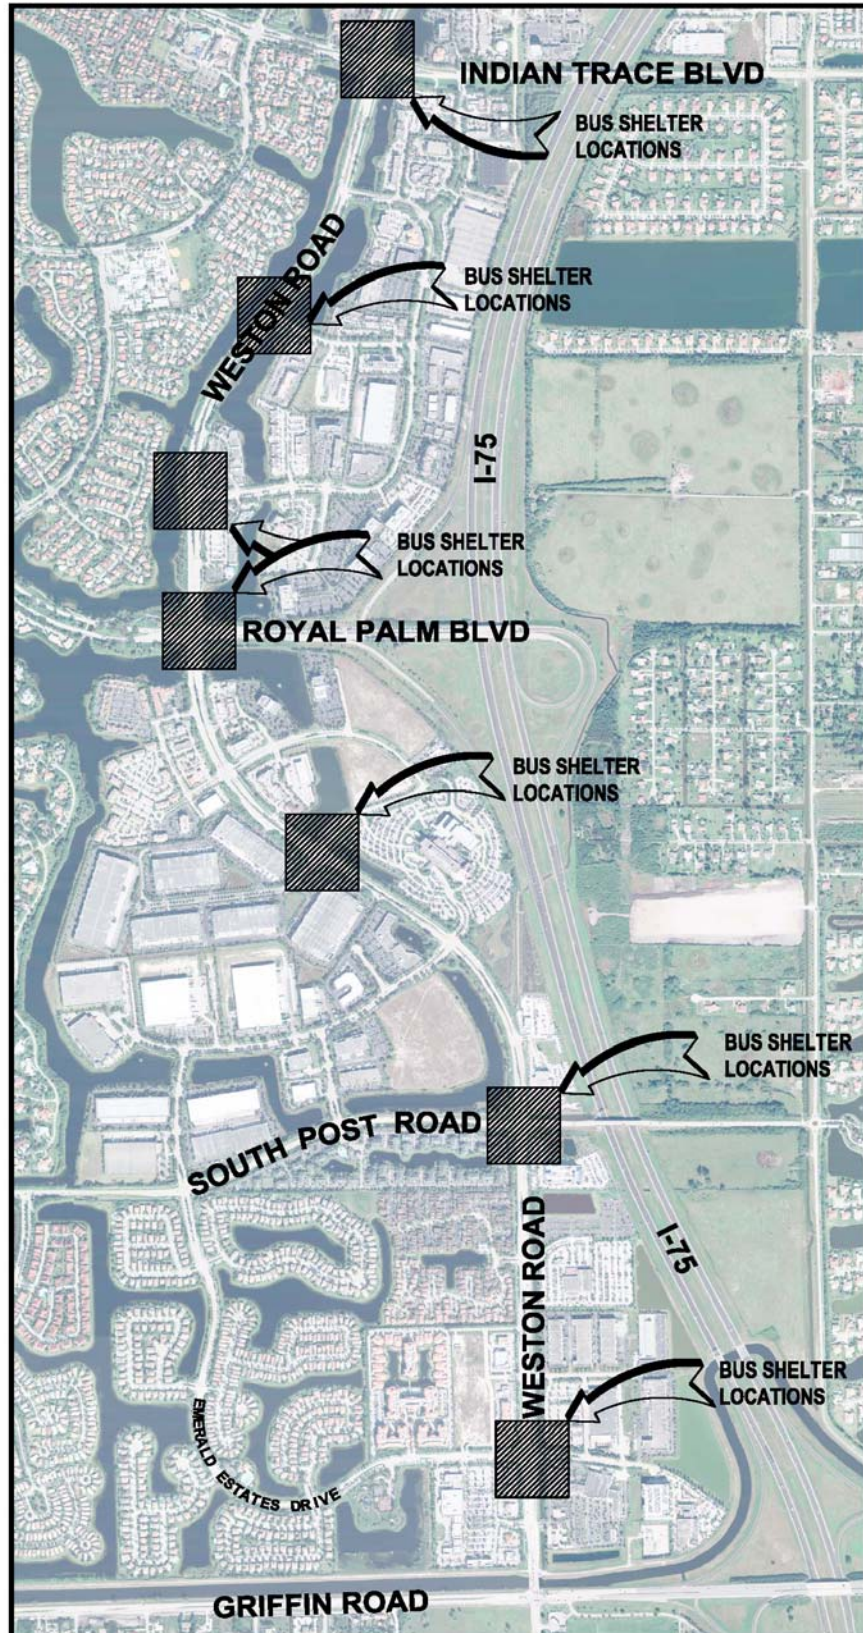 INDIAN TRACE BLVD
BUS SHELTER
LOCATIONS
BUS SHELTER
LOCATIONS
WESTON ROAD
I-75
BUS SHELTER
LOCATIONS
ROYAL PALM BLVD
BUS SHELTER
LOCATIONS
BUS SHELTER
LOCATIONS
SOUTH POST ROAD
WESTON ROAD
I-75
BUS SHELTER
LOCATIONS
EMERALD ESTATES DRIVE
GRIFFIN ROAD